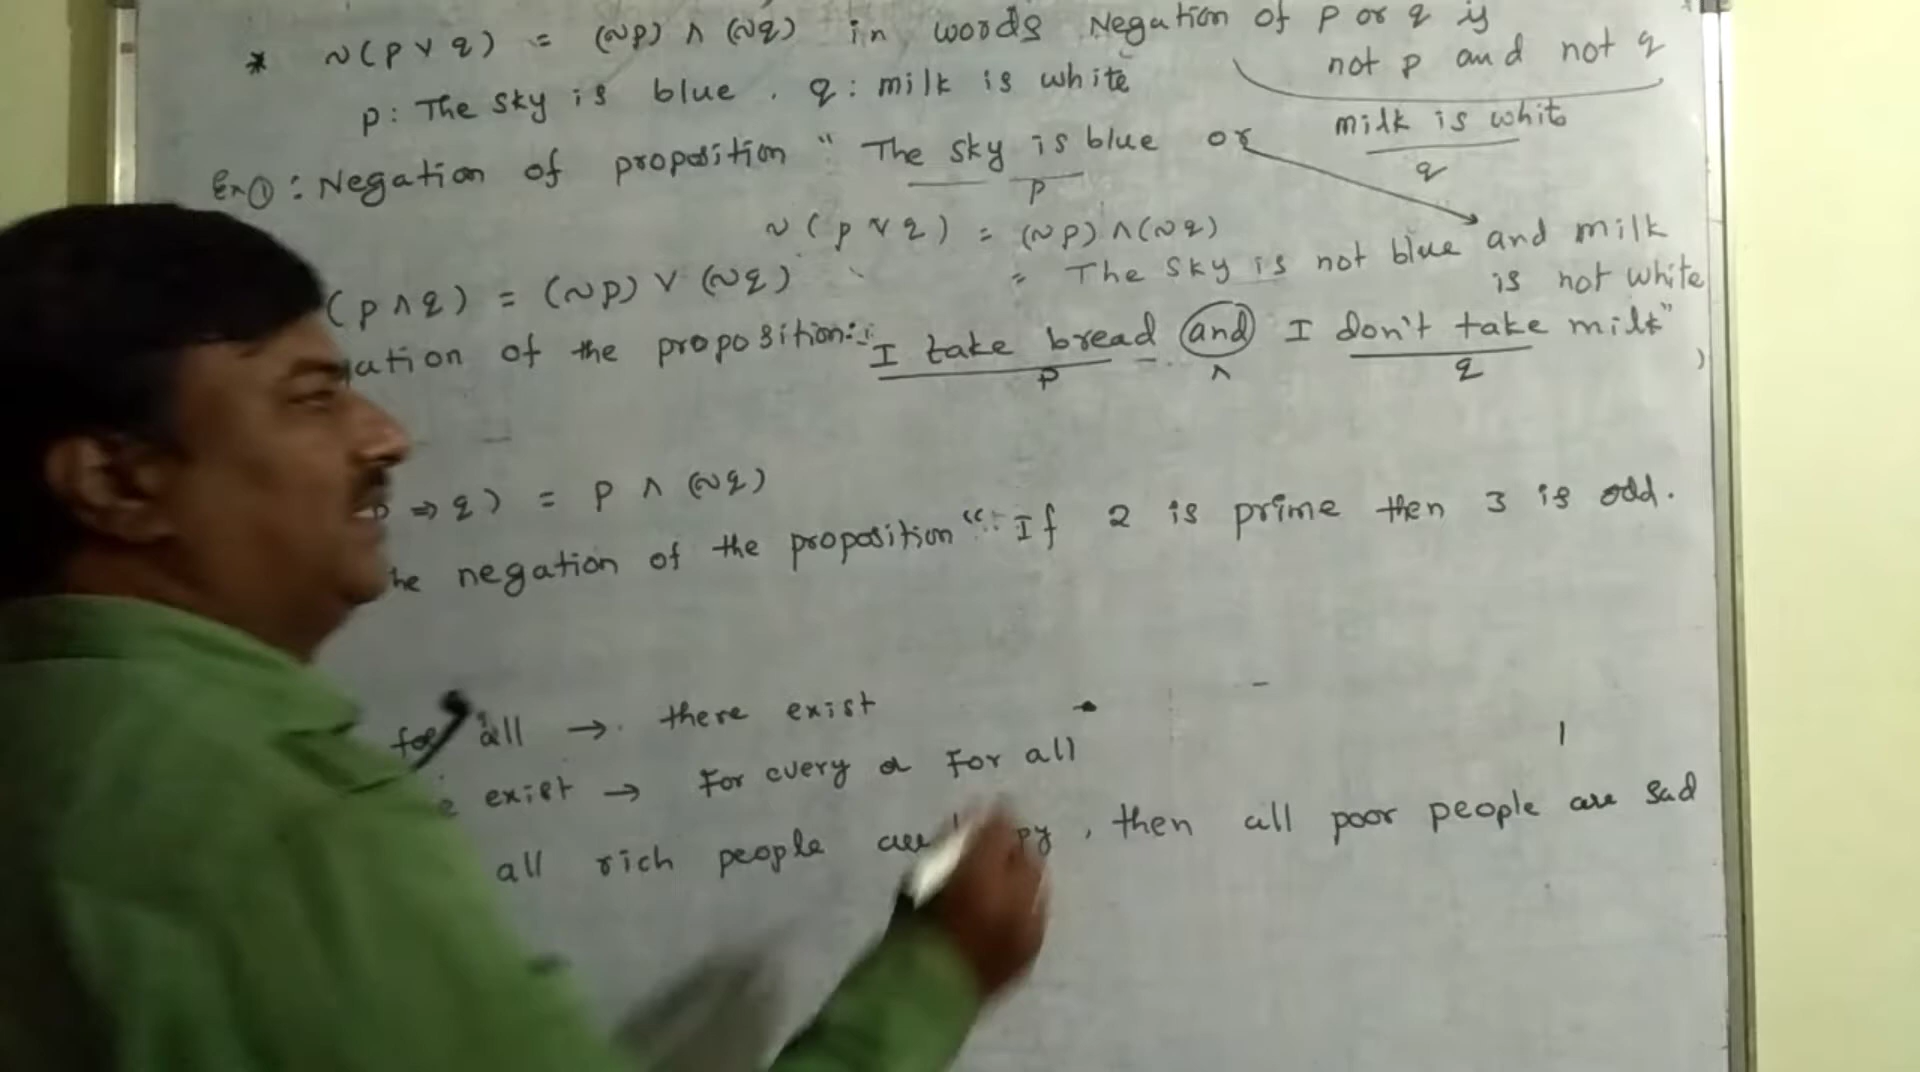 * ~(p ∨ q) = (~p) ∧ (~q) in words Negation of p or q is
not p and not q
p: The sky is blue. q: milk is white
Ex①: Negation of proposition "The sky is blue or milk is white
p q
~(p ∨ q) = (~p) ∧ (~q)
= The sky is not blue and milk
is not white
(p ∧ q) = (~p) ∨ (~q)
of the proposition: "I take bread and I don't take milk"
p ∧ q
⇒ q) = p ∧ (~q)
negation of the proposition ": If 2 is prime then 3 is odd.
for all → there exist
exist → For every or For all
all rich people are , then all poor people are sad